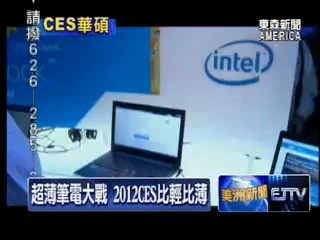 請撥626-285-
CES華碩
東森新聞
AMERICA
intel
超薄筆電大戰 2012CES比輕比薄
美洲新聞 EJTV